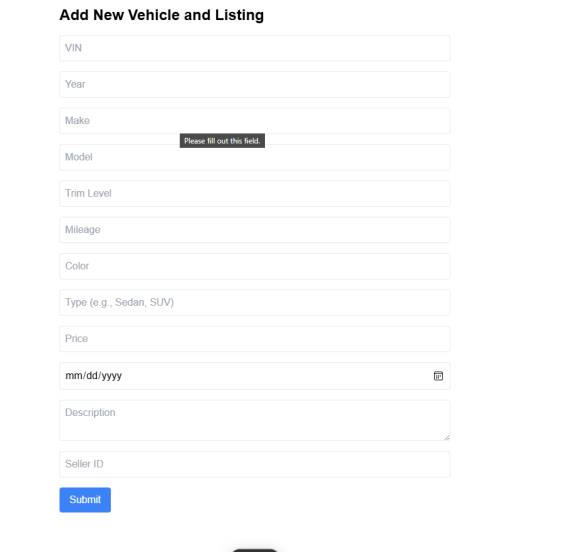 Add New Vehicle and Listing
VIN
Year
Make
Please fill out this field.
Model
Trim Level
Mileage
Color
Type (e.g., Sedan, SUV)
Price
mm/dd/yyyy
Description
Seller ID
Submit